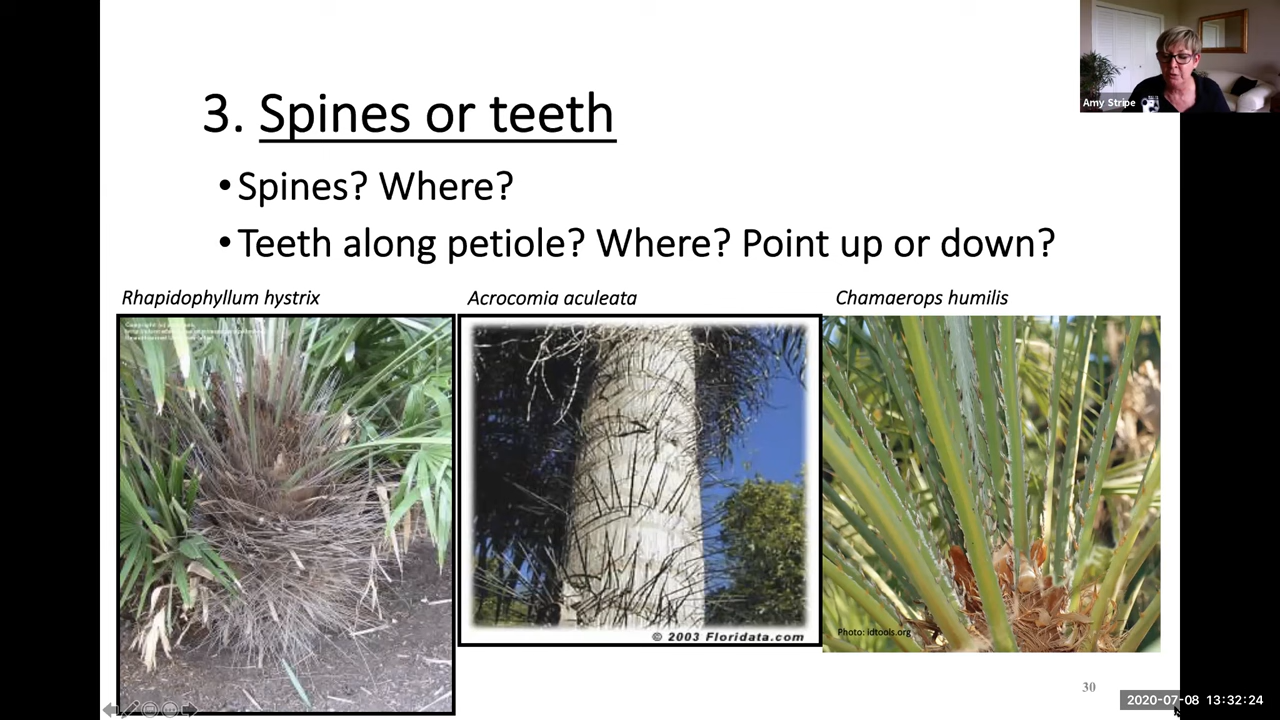 Amy Stripe
3. Spines or teeth
•Spines? Where?
•Teeth along petiole? Where? Point up or down?
Rhapidophyllum hystrix
Acrocomia aculeata
Chamaerops humilis
© 2003 Floridata.com
Photo: idtools.org
30
2020-07-08 13:32:24